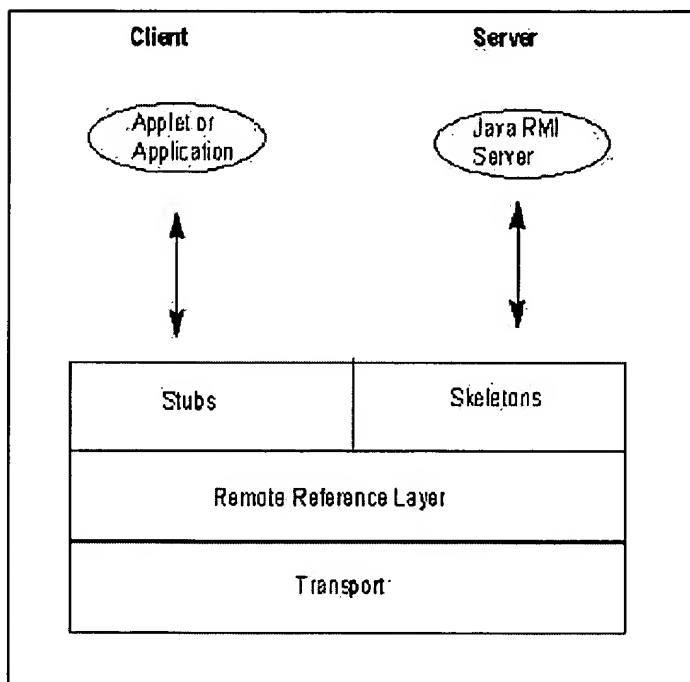 Client
Server
Applet or
Application
Java RMI
Server
Stubs
Skeletons
Remote Reference Layer
Transport